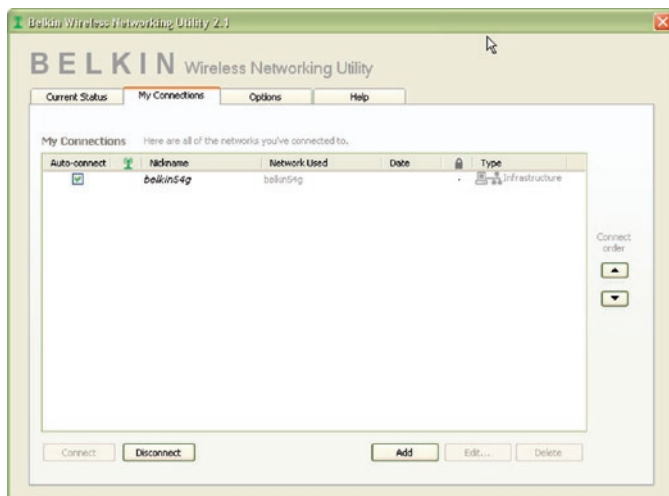 Belkin Wireless Networking Utility 2.1
BELKIN Wireless Networking Utility
Current Status My Connections Options Help
My Connections Here are all of the networks you've connected to.
Auto-connect Nickname Network Used Date Type
belkin54g belkin54g - Infrastructure
Connect order
Connect Disconnect Add Edit... Delete